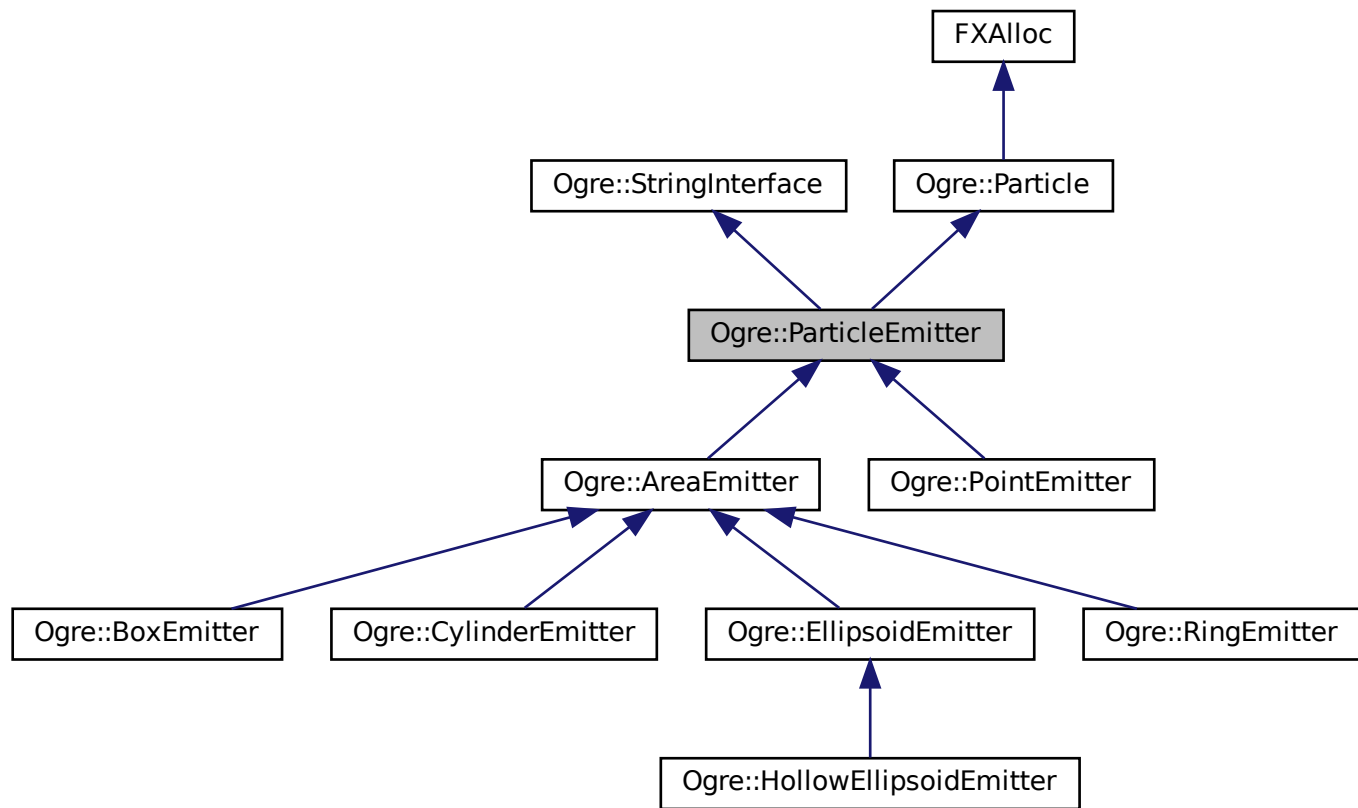 FXAlloc
Ogre::StringInterface
Ogre::Particle
Ogre::ParticleEmitter
Ogre::AreaEmitter
Ogre::PointEmitter
Ogre::BoxEmitter
Ogre::CylinderEmitter
Ogre::EllipsoidEmitter
Ogre::RingEmitter
Ogre::HollowEllipsoidEmitter